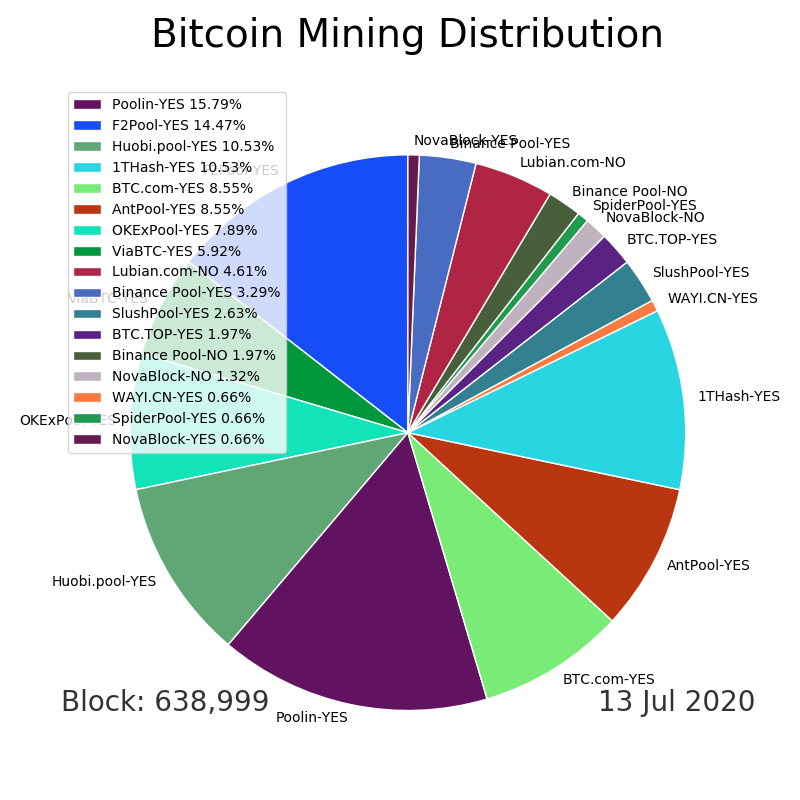 Bitcoin Mining Distribution
Poolin-YES 15.79%
F2Pool-YES 14.47%
Huobi.pool-YES 10.53%
1THash-YES 10.53%
BTC.com-YES 8.55%
AntPool-YES 8.55%
OKExPool-YES 7.89%
ViaBTC-YES 5.92%
Lubian.com-NO 4.61%
Binance Pool-YES 3.29%
SlushPool-YES 2.63%
BTC.TOP-YES 1.97%
Binance Pool-NO 1.97%
NovaBlock-NO 1.32%
WAYI.CN-YES 0.66%
SpiderPool-YES 0.66%
NovaBlock-YES 0.66%
NovaBlock-YES
Binance Pool-YES
Lubian.com-NO
Binance Pool-NO
SpiderPool-YES
NovaBlock-NO
BTC.TOP-YES
SlushPool-YES
WAYI.CN-YES
1THash-YES
AntPool-YES
BTC.com-YES
Poolin-YES
Huobi.pool-YES
OKExPool-YES
ViaBTC-YES
F2Pool-YES
Block: 638,999
13 Jul 2020